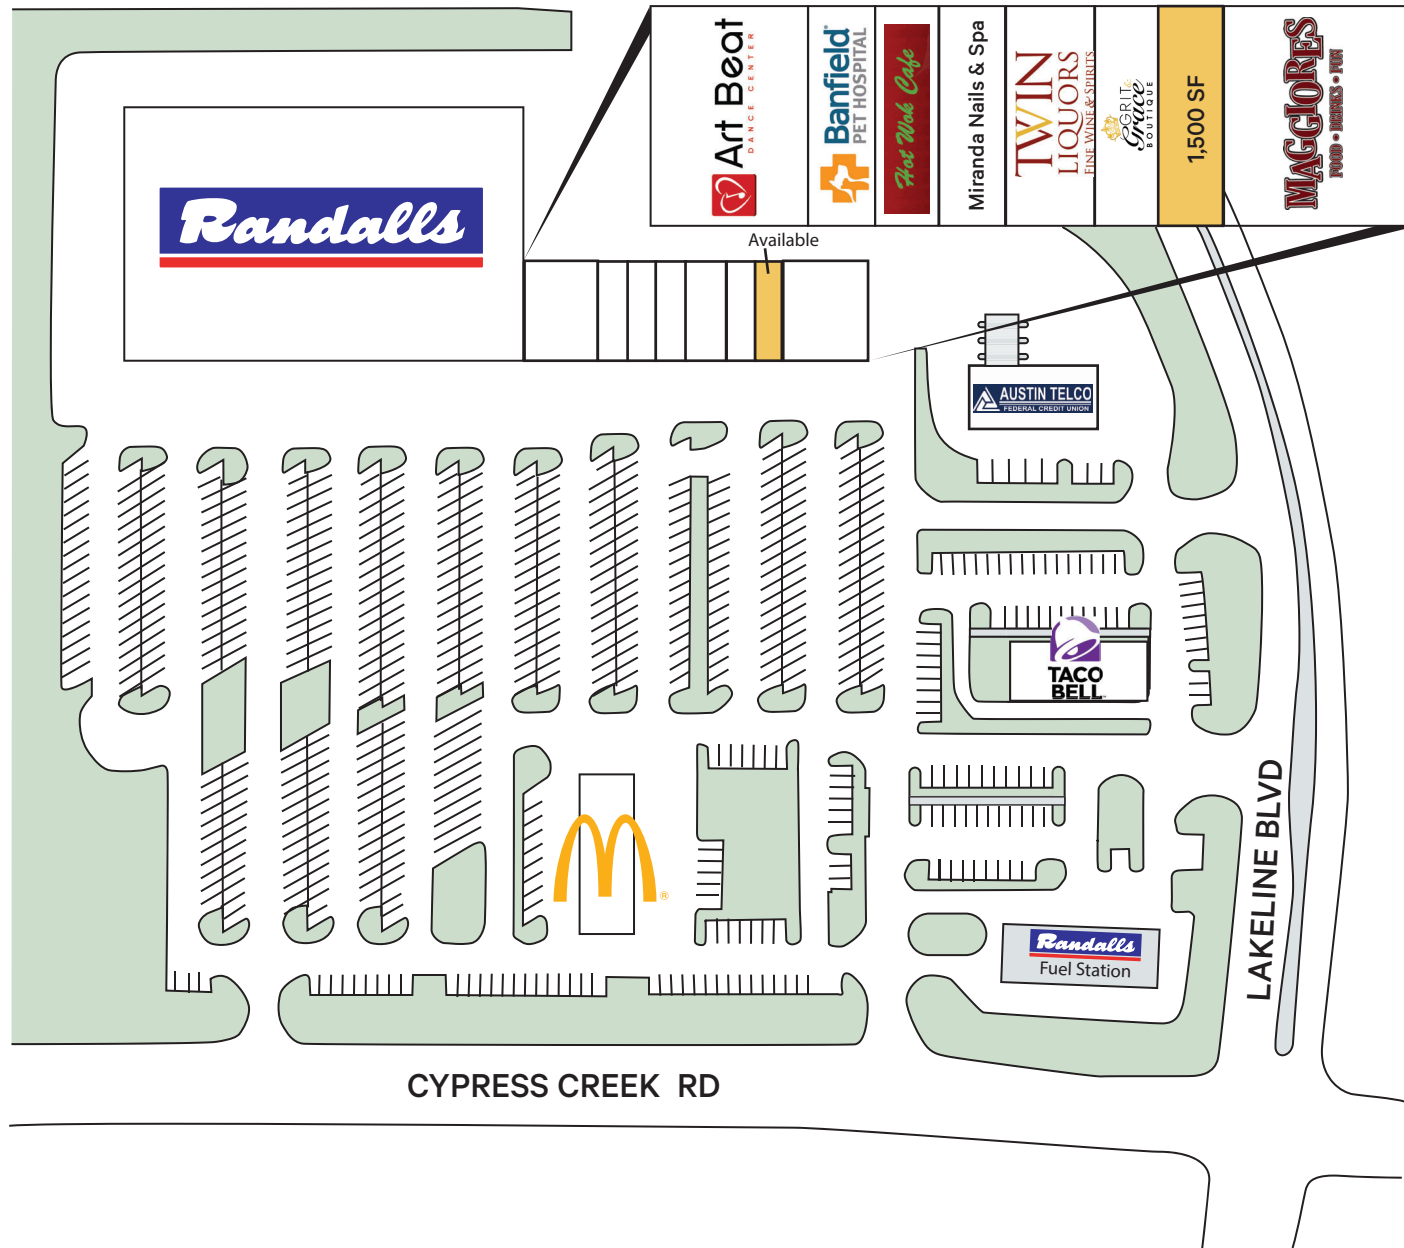 Art Beat
DANCE CENTER
Banfield®
PET HOSPITAL
Hot Wok Cafe
Miranda Nails & Spa
TWIN
LIQUORS
FINE WINE & SPIRITS
GRIT &
Grace
BOUTIQUE
1,500 SF
MAGGIORES
FOOD • DRINKS • FUN
Randalls
Available
AUSTIN TELCO
FEDERAL CREDIT UNION
TACO
BELL
®
Randalls
Fuel Station
LAKELINE BLVD
CYPRESS CREEK RD